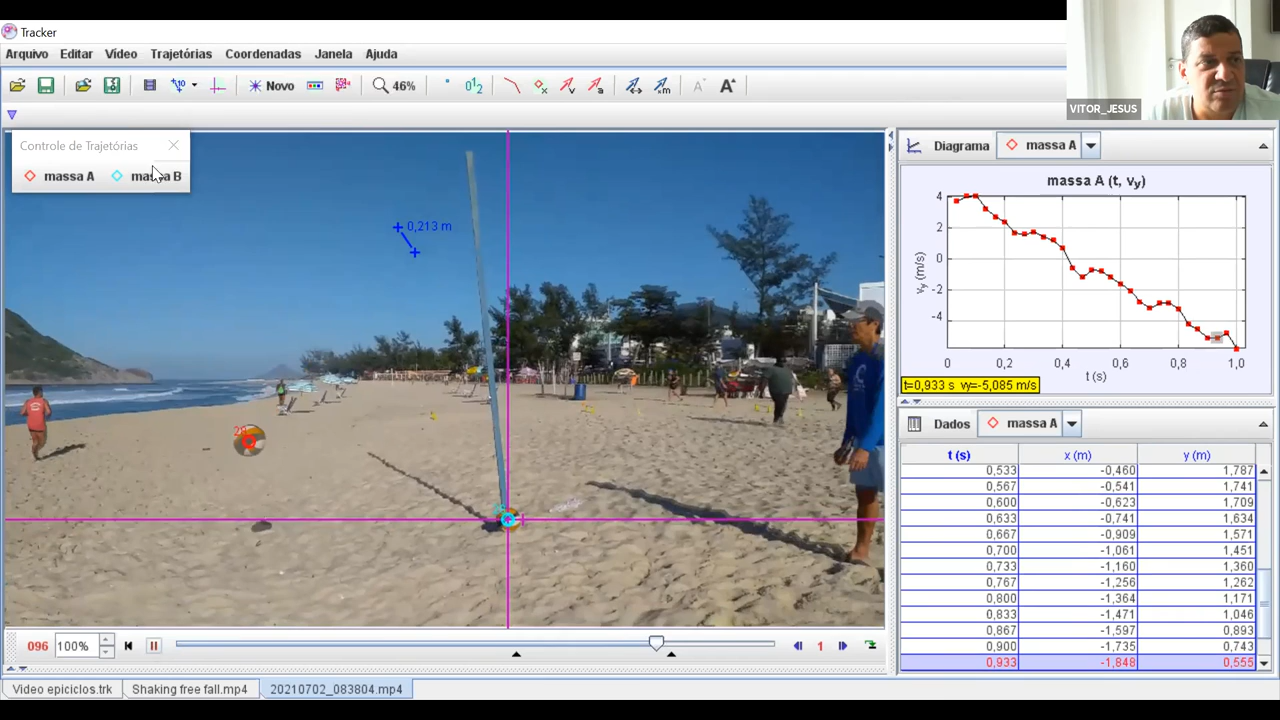 Tracker
Arquivo Editar Vídeo Trajetórias Coordenadas Janela Ajuda
Novo 46%
VITOR_JESUS
Controle de Trajetórias
massa A massa B
0,213 m
Diagrama massa A
massa A (t, vy)
4
2
0
-2
-4
vy (m/s)
0 0,2 0,4 0,6 0,8 1,0
t (s)
t=0,933 s vy=-5,085 m/s
Dados massa A
t (s) x (m) y (m)
0,533 -0,460 1,787
0,567 -0,541 1,741
0,600 -0,623 1,709
0,633 -0,741 1,634
0,667 -0,909 1,571
0,700 -1,061 1,451
0,733 -1,160 1,360
0,767 -1,256 1,262
0,800 -1,364 1,171
0,833 -1,471 1,046
0,867 -1,597 0,893
0,900 -1,735 0,743
0,933 -1,848 0,555
096 100% 1
Video epiciclos.trk Shaking free fall.mp4 20210702_083804.mp4